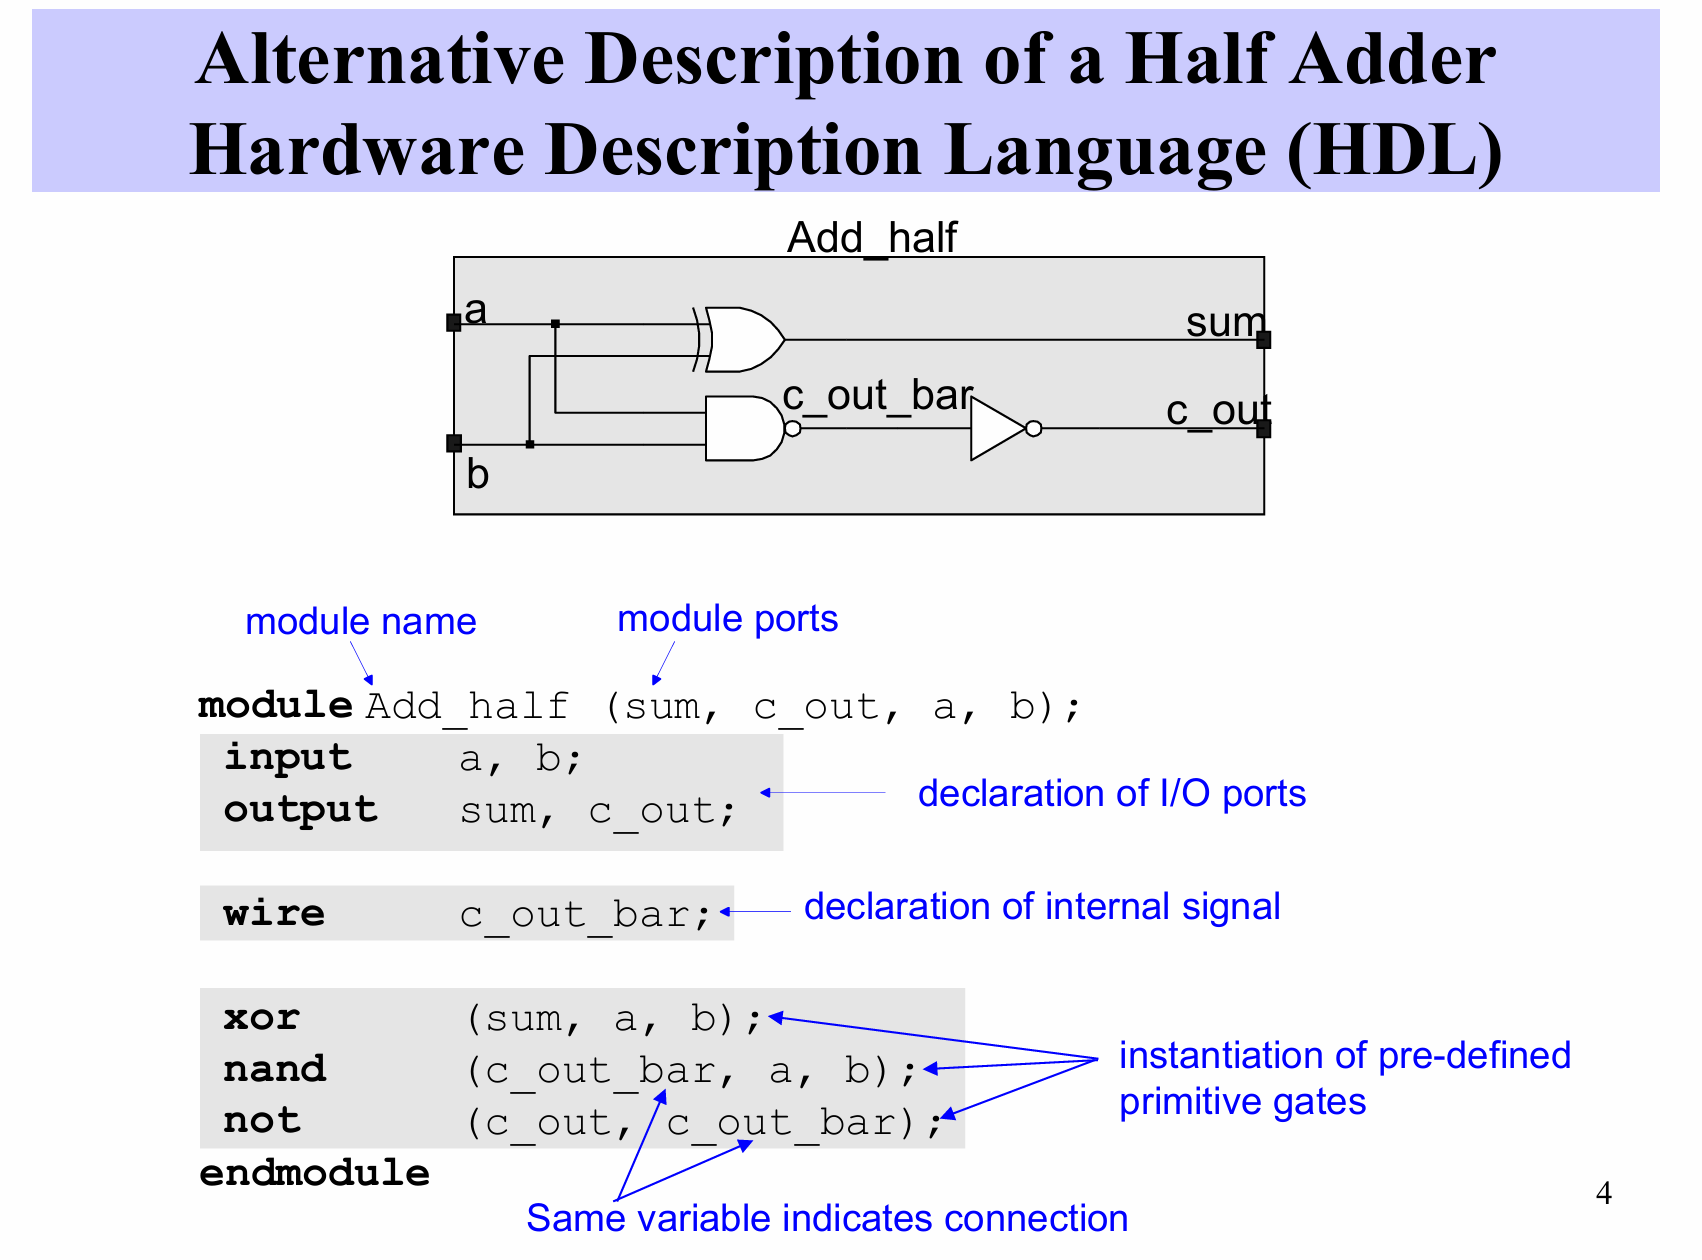 Alternative Description of a Half Adder
Hardware Description Language (HDL)
Add_half
a
sum
c_out_bar
c_out
b
module name
module ports
module Add_half (sum, c_out, a, b);
input a, b;
output sum, c_out;
declaration of I/O ports
wire c_out_bar;
declaration of internal signal
xor (sum, a, b);
nand (c_out_bar, a, b);
not (c_out, c_out_bar);
instantiation of pre-defined
primitive gates
endmodule
Same variable indicates connection
4